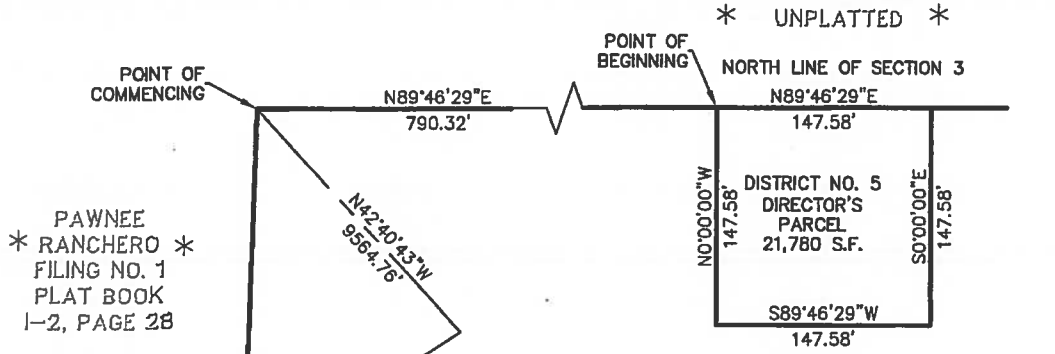 * UNPLATTED *
POINT OF
BEGINNING
NORTH LINE OF SECTION 3
POINT OF
COMMENCING
N89°46'29"E
790.32'
N89°46'29"E
147.58'
N42°40'43"W
9564.76'
N0°00'00"W
147.58'
DISTRICT NO. 5
DIRECTOR'S
PARCEL
21,780 S.F.
S0°00'00"E
147.58'
PAWNEE
* RANCHERO *
FILING NO. 1
PLAT BOOK
I-2, PAGE 28
S89°46'29"W
147.58'